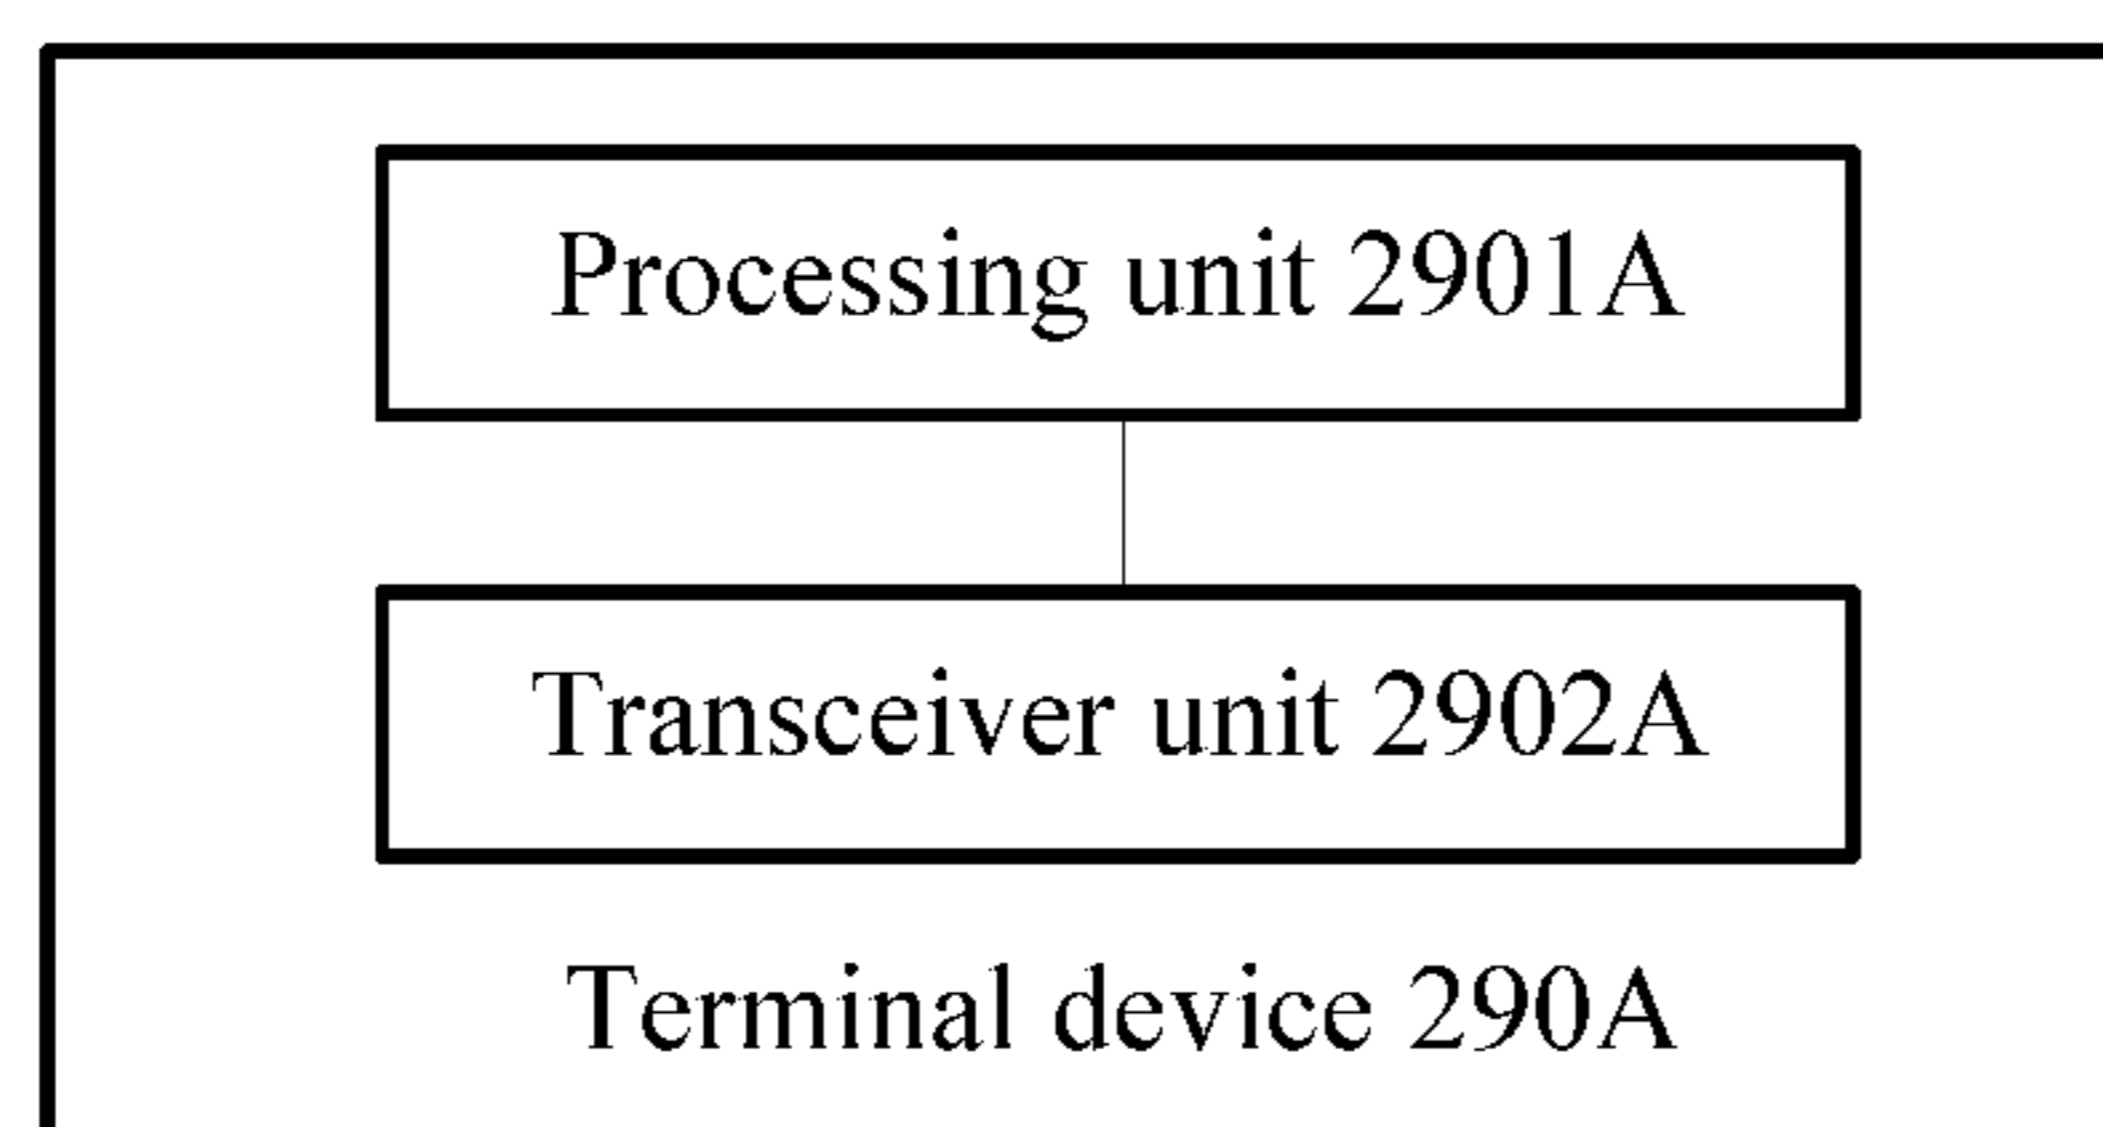 Processing unit 2901A
Transceiver unit 2902A
Terminal device 290A